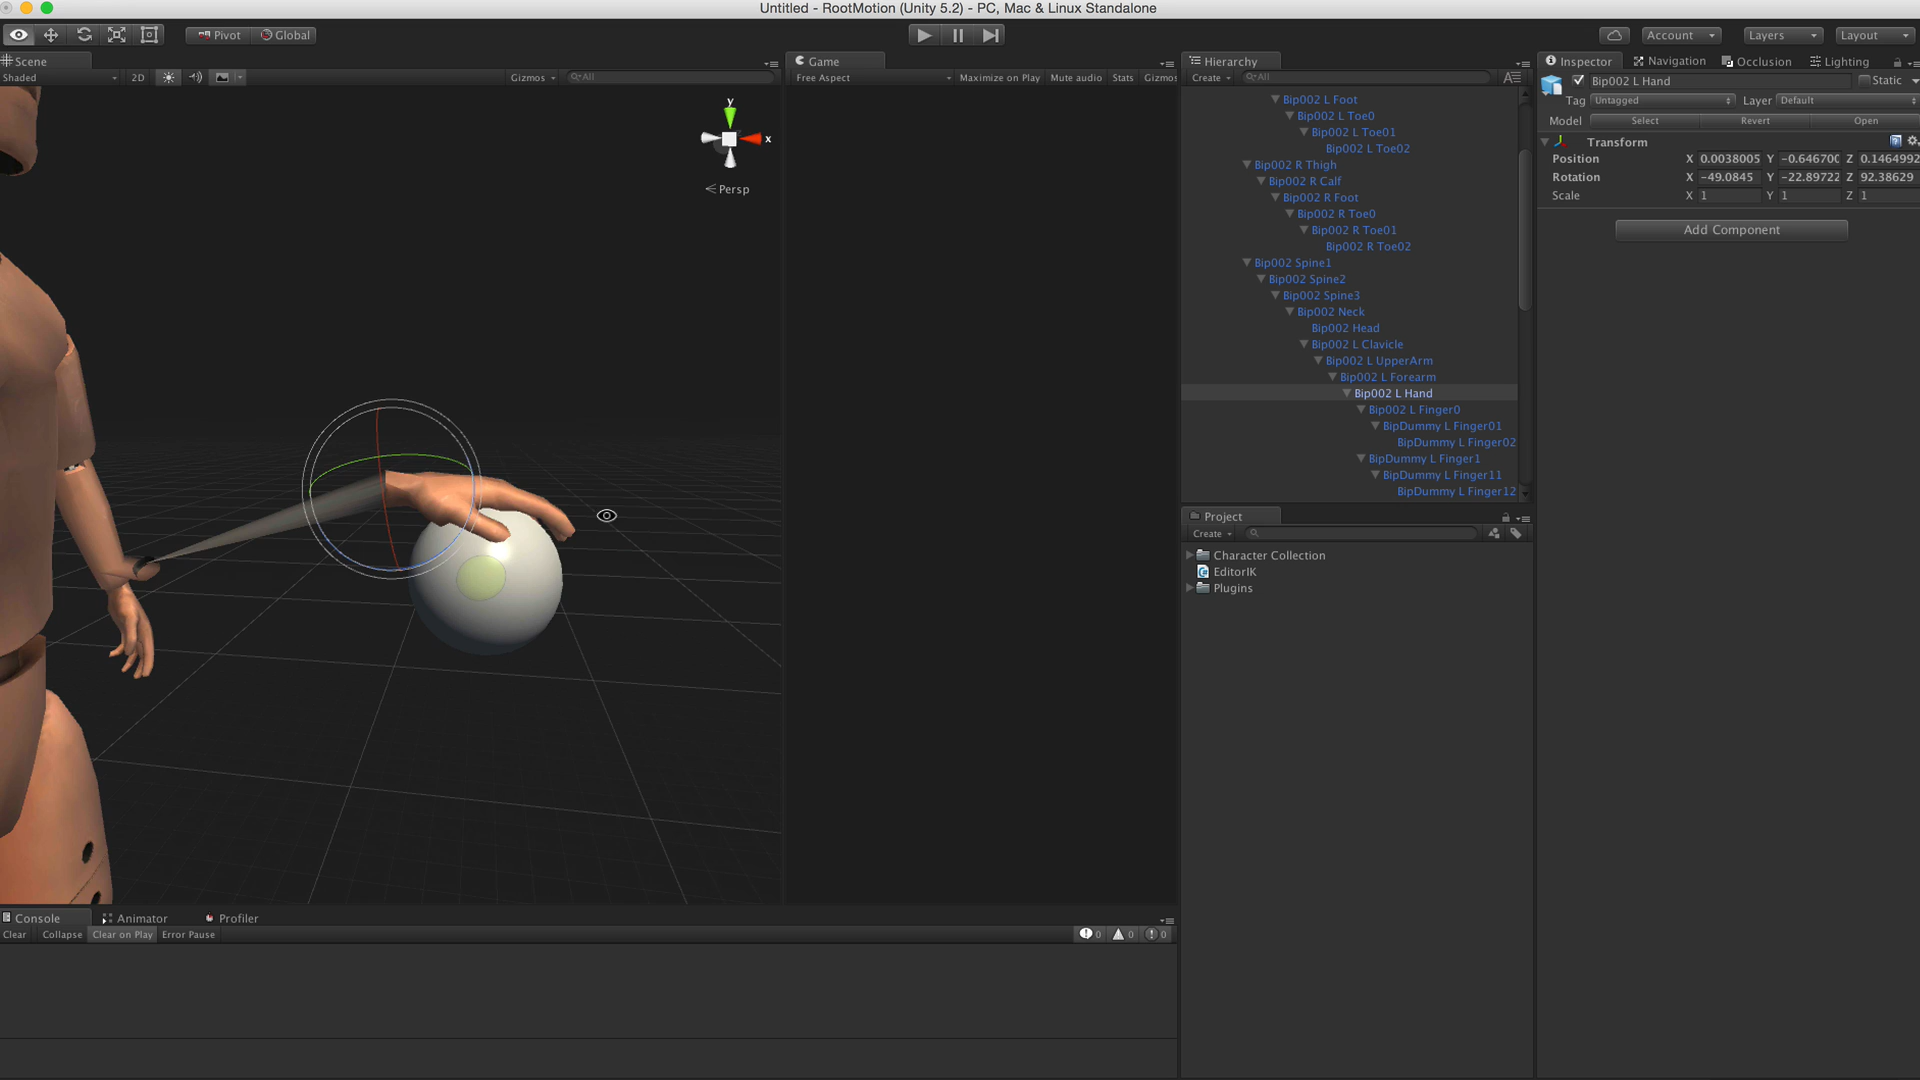 Untitled - RootMotion (Unity 5.2) - PC, Mac & Linux Standalone
Pivot Global Account Layers Layout
Scene
Shaded 2D Gizmos All
y
x
Persp
Game
Free Aspect Maximize on Play Mute audio Stats Gizmos
Hierarchy
Create All
Bip002 L Foot
Bip002 L Toe0
Bip002 L Toe01
Bip002 L Toe02
Bip002 R Thigh
Bip002 R Calf
Bip002 R Foot
Bip002 R Toe0
Bip002 R Toe01
Bip002 R Toe02
Bip002 Spine1
Bip002 Spine2
Bip002 Spine3
Bip002 Neck
Bip002 Head
Bip002 L Clavicle
Bip002 L UpperArm
Bip002 L Forearm
Bip002 L Hand
Bip002 L Finger0
BipDummy L Finger01
BipDummy L Finger02
BipDummy L Finger1
BipDummy L Finger11
BipDummy L Finger12
Project
Create
Character Collection
EditorIK
Plugins
Inspector Navigation Occlusion Lighting
Bip002 L Hand Static
Tag Untagged Layer Default
Model Select Revert Open
Transform
Position X 0.0038005 Y -0.64670 Z 0.1464992
Rotation X -49.0845 Y -22.89722 Z 92.38629
Scale X 1 Y 1 Z 1
Add Component
Console Animator Profiler
Clear Collapse Clear on Play Error Pause 0 0 0